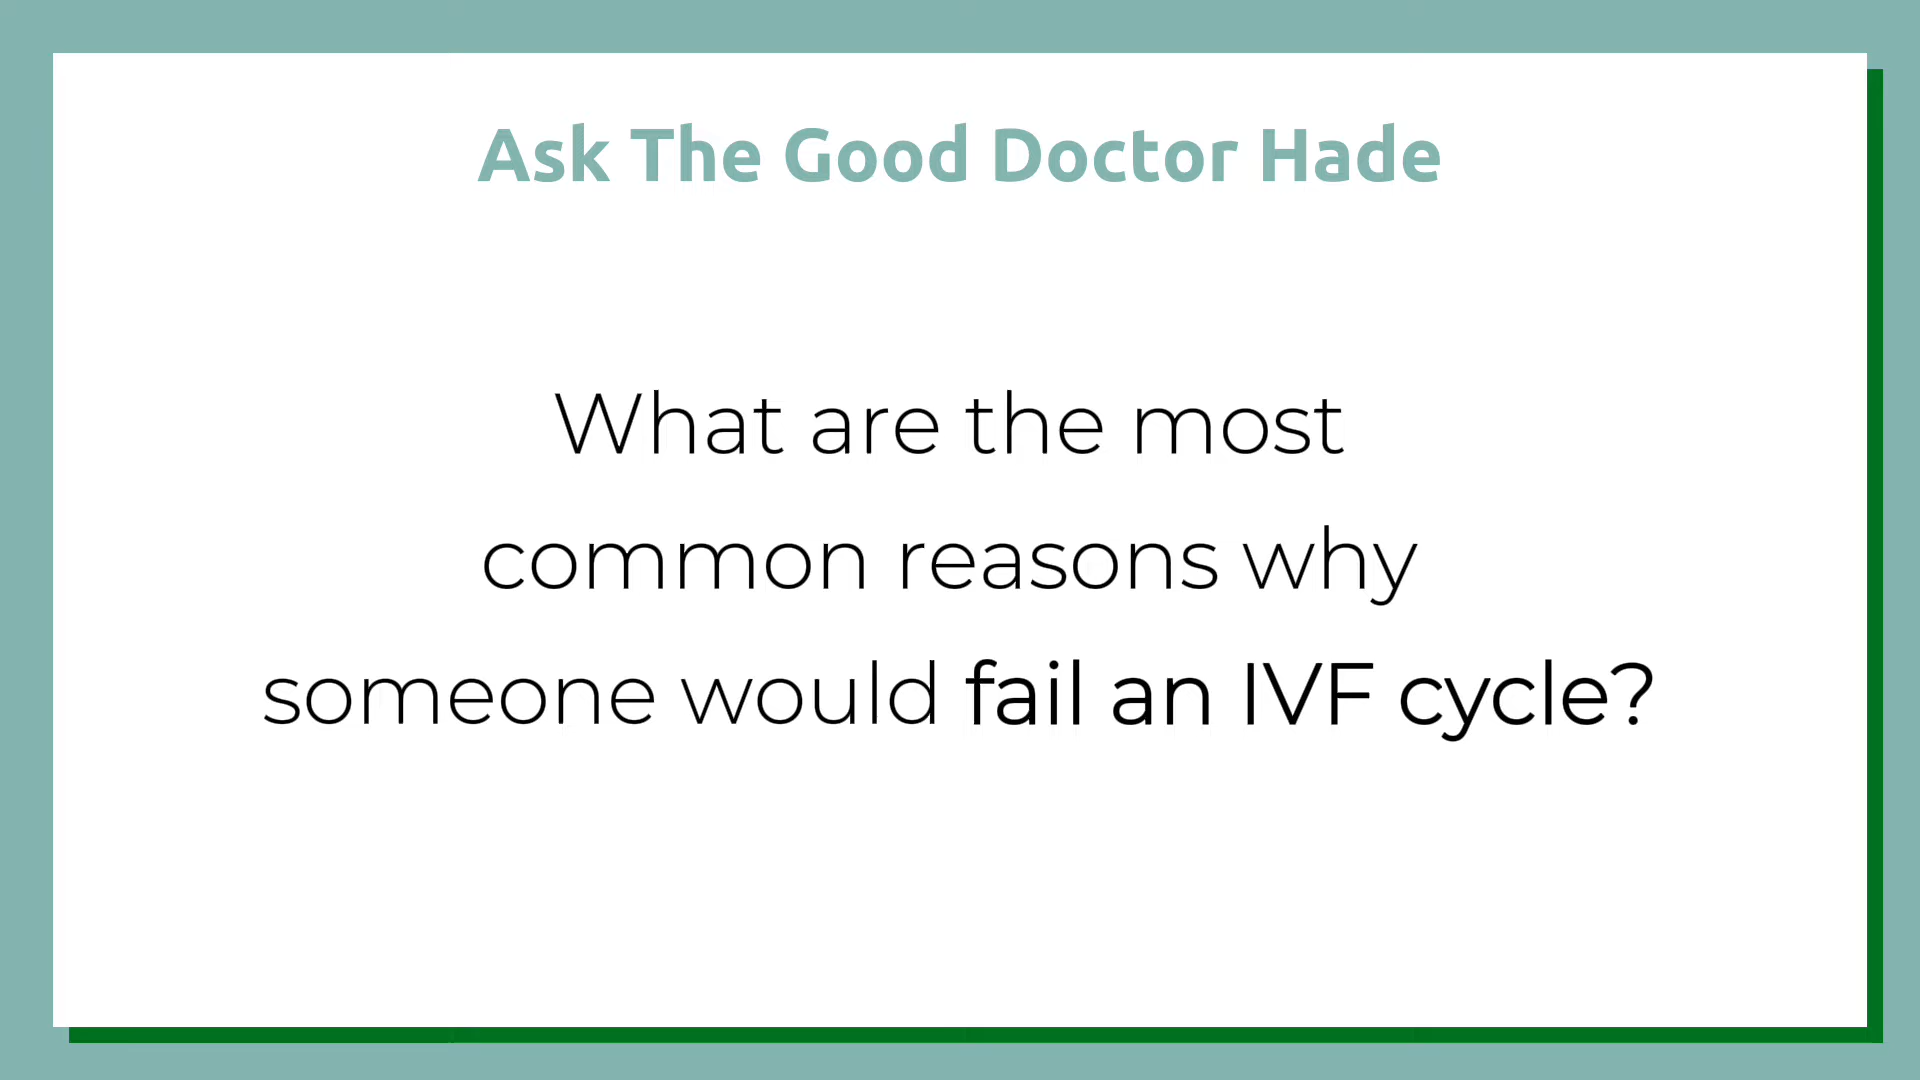 Ask The Good Doctor Hade
What are the most
common reasons why
someone would fail an IVF cycle?